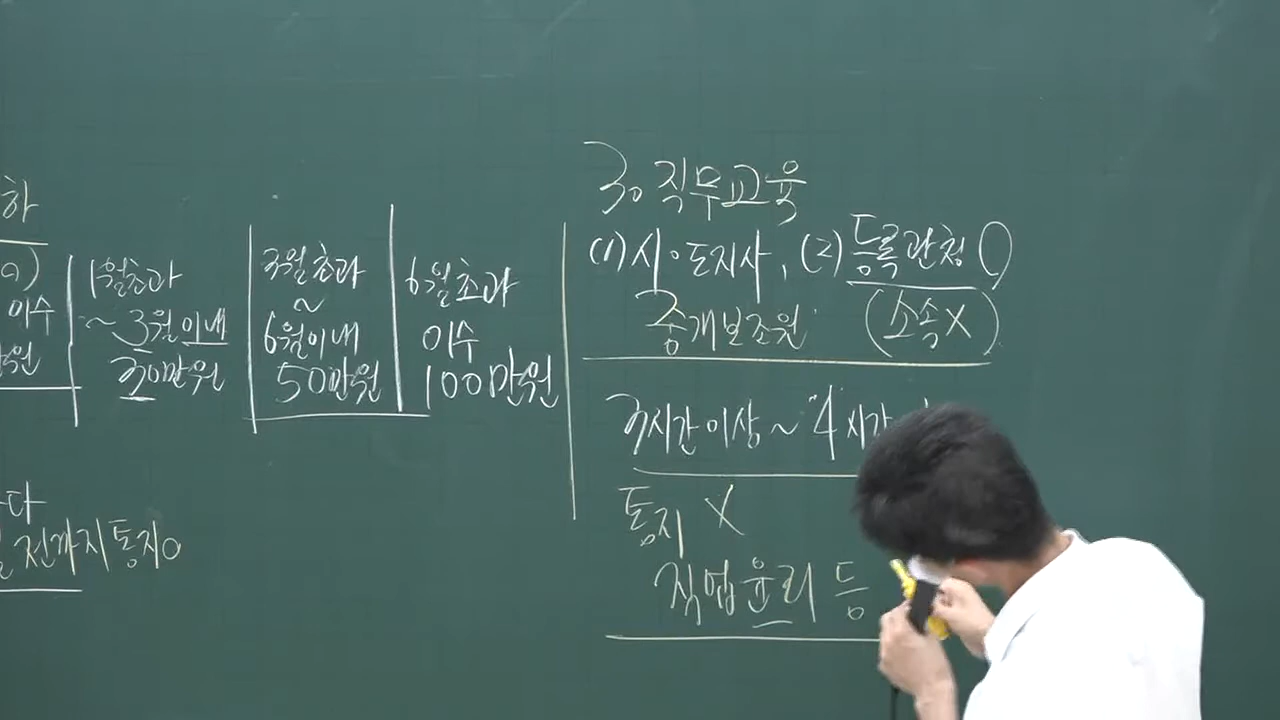 하
이수
1월초과
~3월이내
30만원
3월초과
~
6월이내
50만원
6월초과
이수
100만원
다
전까지 통지
3. 직무교육
(1) 시·도지사, (2) 등록관청
중개보조원 (소속X)
3시간이상~4시간
통지 X
직업윤리 등